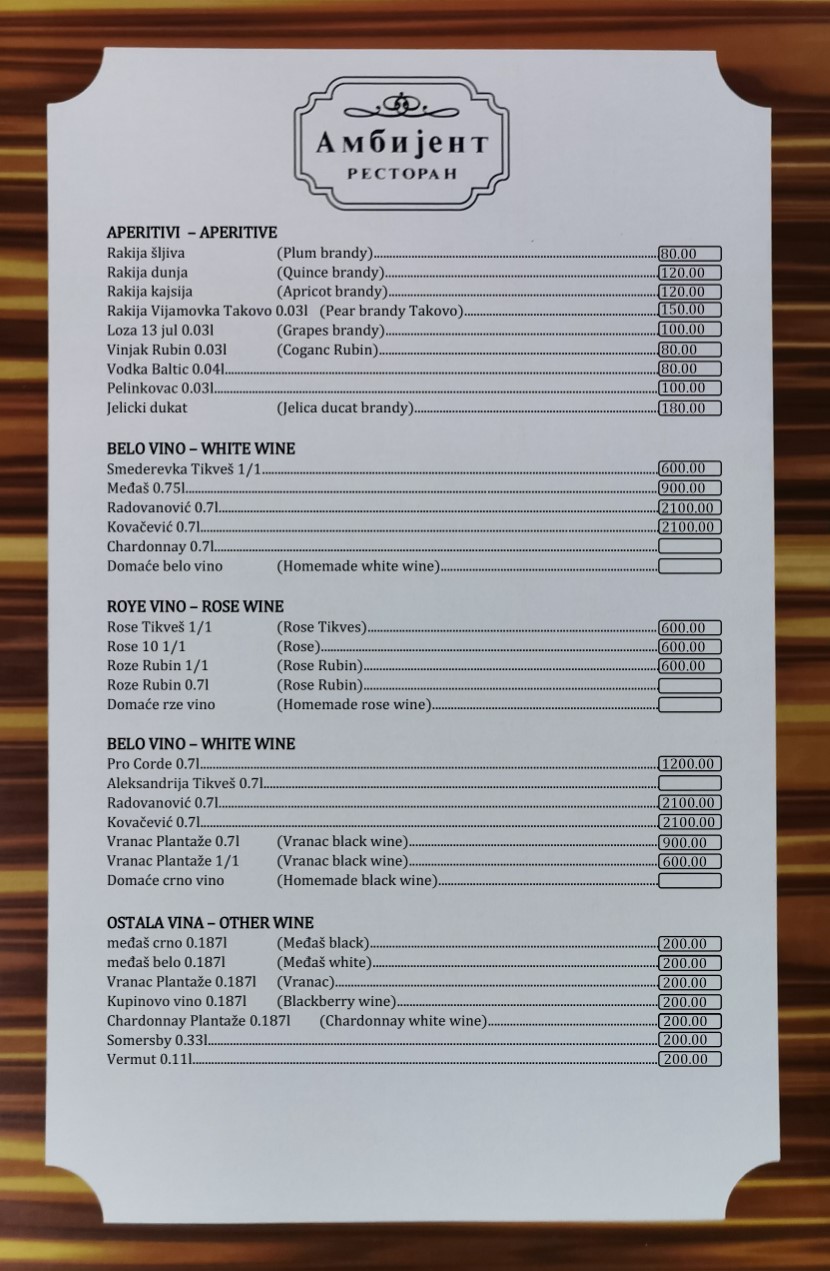 Амбијент
РЕСТОРАН
APERITIVI – APERITIVE
Rakija šljiva (Plum brandy)........80.00
Rakija dunja (Quince brandy)........120.00
Rakija kajsija (Apricot brandy)........120.00
Rakija Vijamovka Takovo 0.03l (Pear brandy Takovo)........150.00
Loza 13 jul 0.03l (Grapes brandy)........100.00
Vinjak Rubin 0.03l (Coganc Rubin)........80.00
Vodka Baltic 0.04l........80.00
Pelinkovac 0.03l........100.00
Jelicki dukat (Jelica ducat brandy)........180.00
BELO VINO – WHITE WINE
Smederevka Tikveš 1/1........600.00
Međaš 0.75l........900.00
Radovanović 0.7l........2100.00
Kovačević 0.7l........2100.00
Chardonnay 0.7l........
Domaće belo vino (Homemade white wine)........
ROYE VINO – ROSE WINE
Rose Tikveš 1/1 (Rose Tikves)........600.00
Rose 10 1/1 (Rose)........600.00
Roze Rubin 1/1 (Rose Rubin)........600.00
Roze Rubin 0.7l (Rose Rubin)........
Domaće rze vino (Homemade rose wine)........
BELO VINO – WHITE WINE
Pro Corde 0.7l........1200.00
Aleksandrija Tikveš 0.7l........
Radovanović 0.7l........2100.00
Kovačević 0.7l........2100.00
Vranac Plantaže 0.7l (Vranac black wine)........900.00
Vranac Plantaže 1/1 (Vranac black wine)........600.00
Domaće crno vino (Homemade black wine)........
OSTALA VINA – OTHER WINE
međaš crno 0.187l (Međaš black)........200.00
međaš belo 0.187l (Međaš white)........200.00
Vranac Plantaže 0.187l (Vranac)........200.00
Kupinovo vino 0.187l (Blackberry wine)........200.00
Chardonnay Plantaže 0.187l (Chardonnay white wine)........200.00
Somersby 0.33l........200.00
Vermut 0.11l........200.00